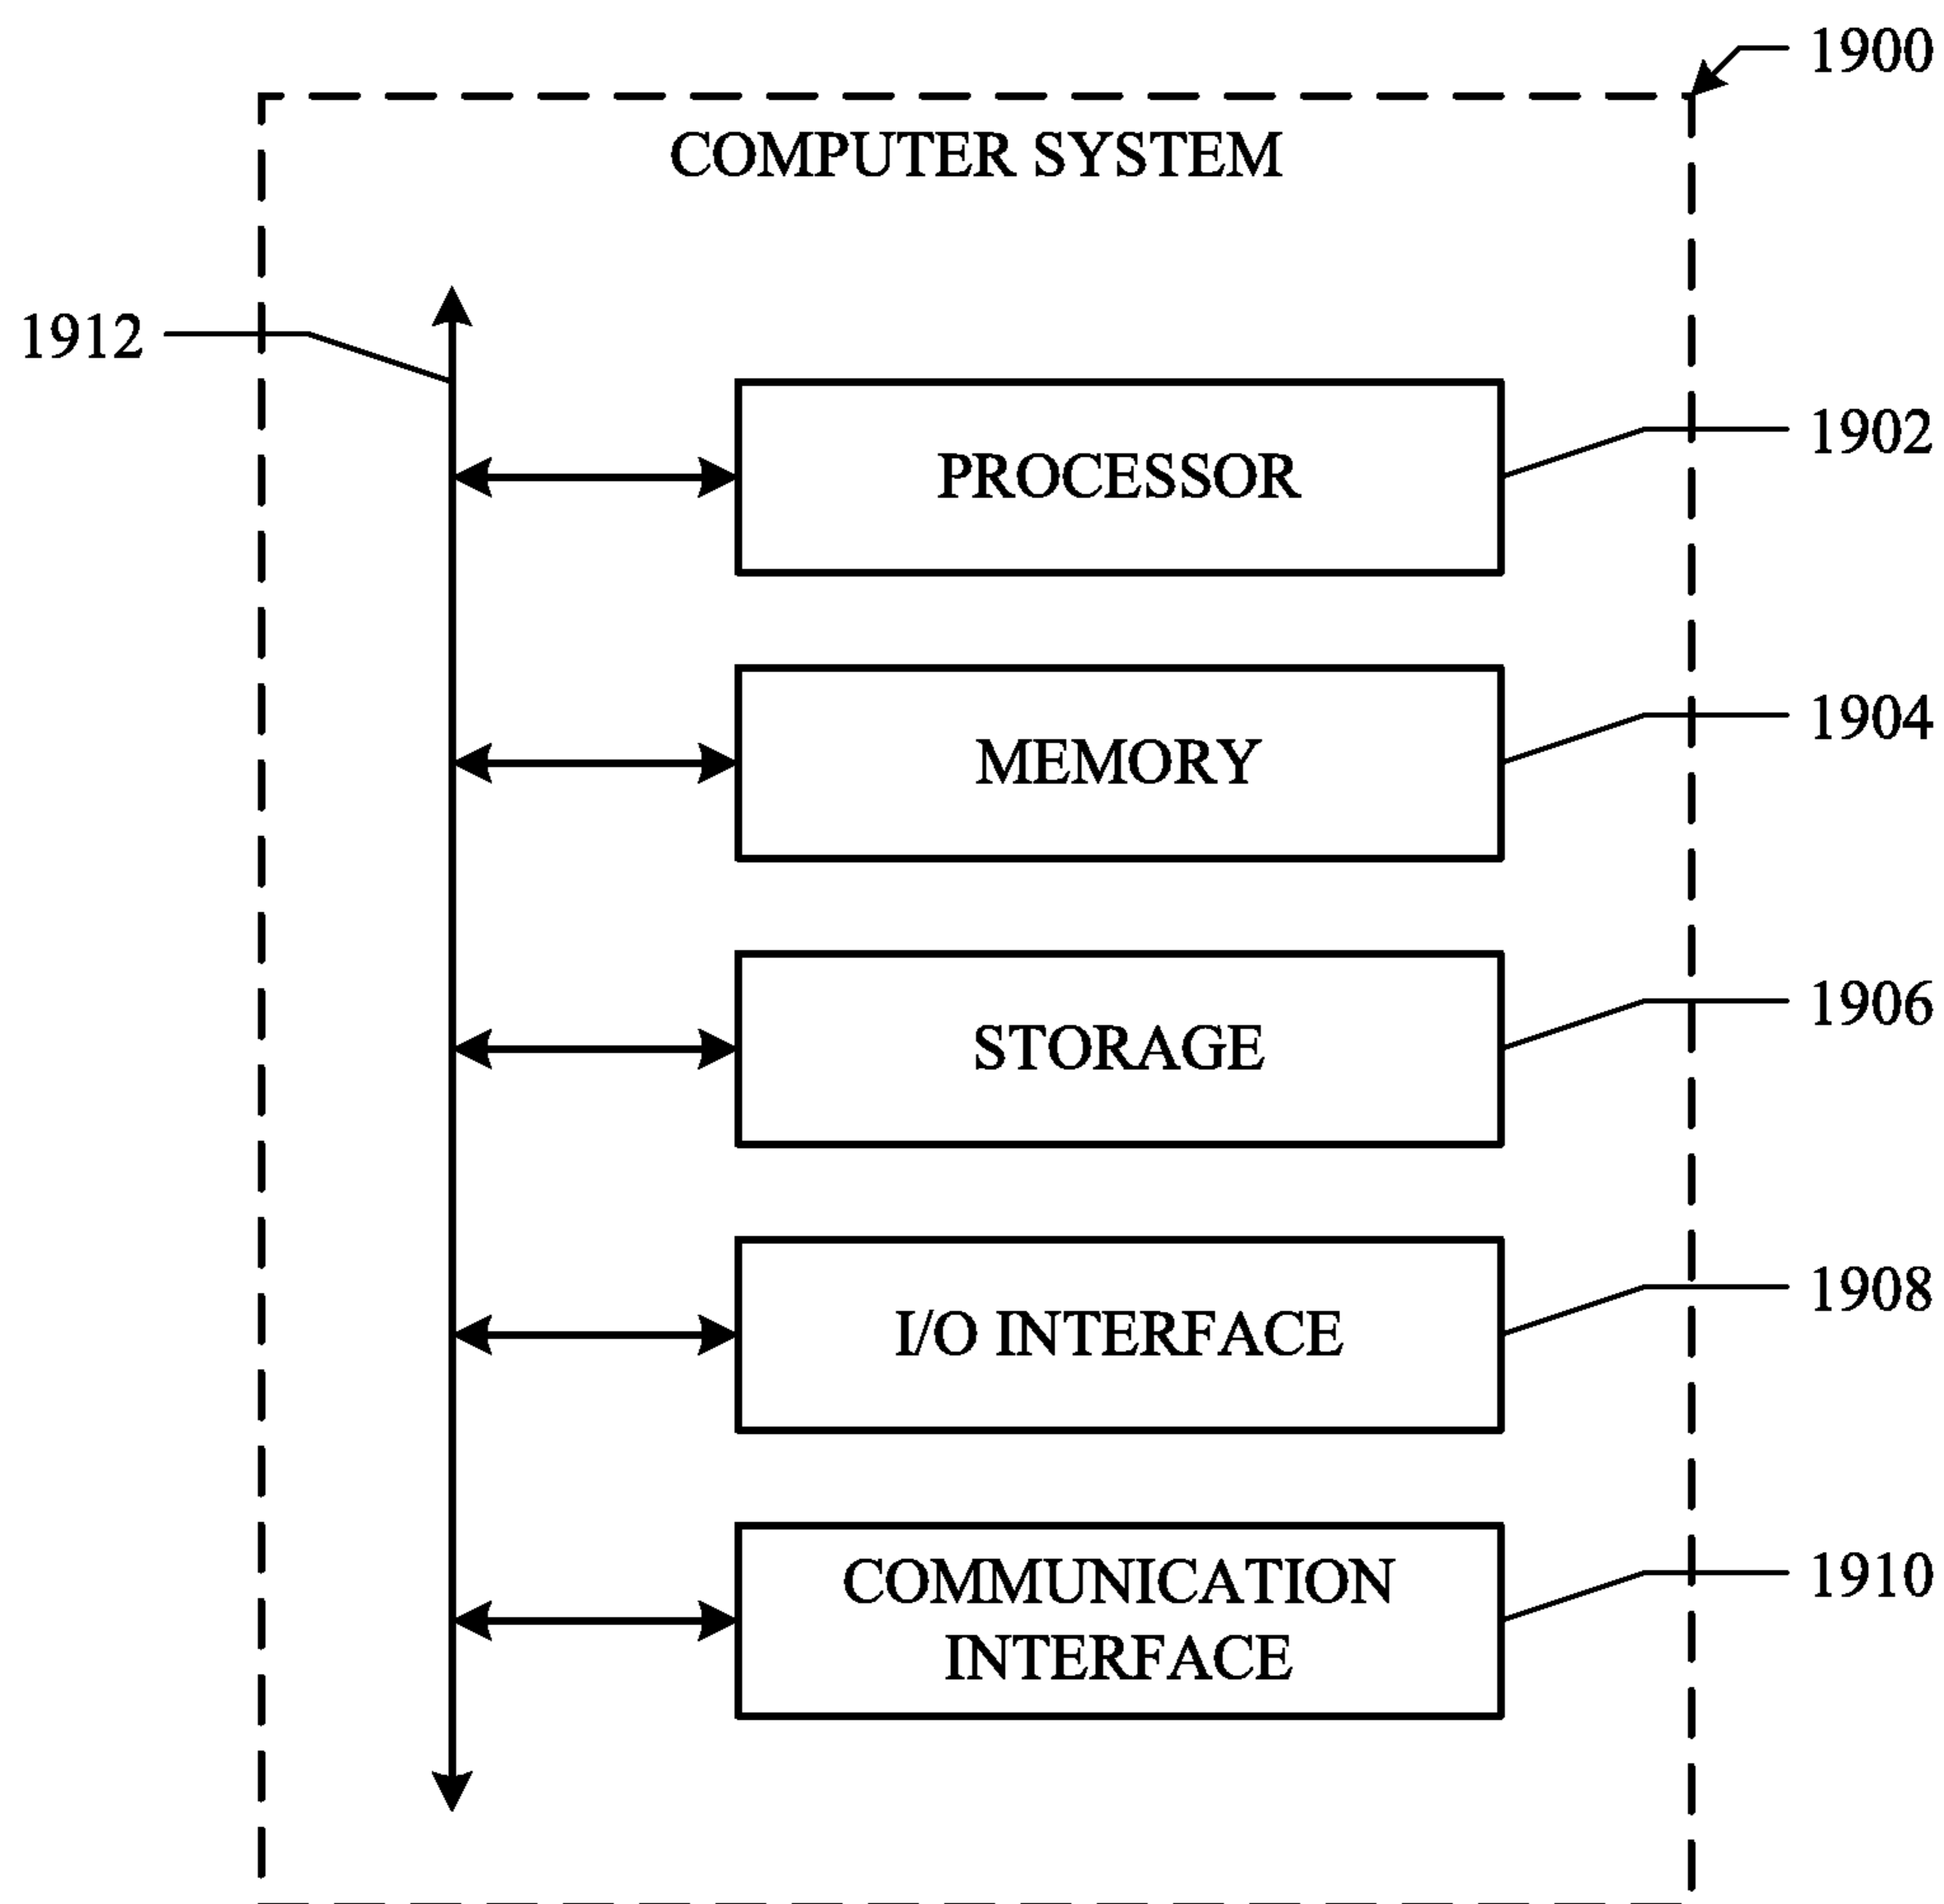 1900
COMPUTER SYSTEM
1912
PROCESSOR
1902
MEMORY
1904
STORAGE
1906
I/O INTERFACE
1908
COMMUNICATION
INTERFACE
1910